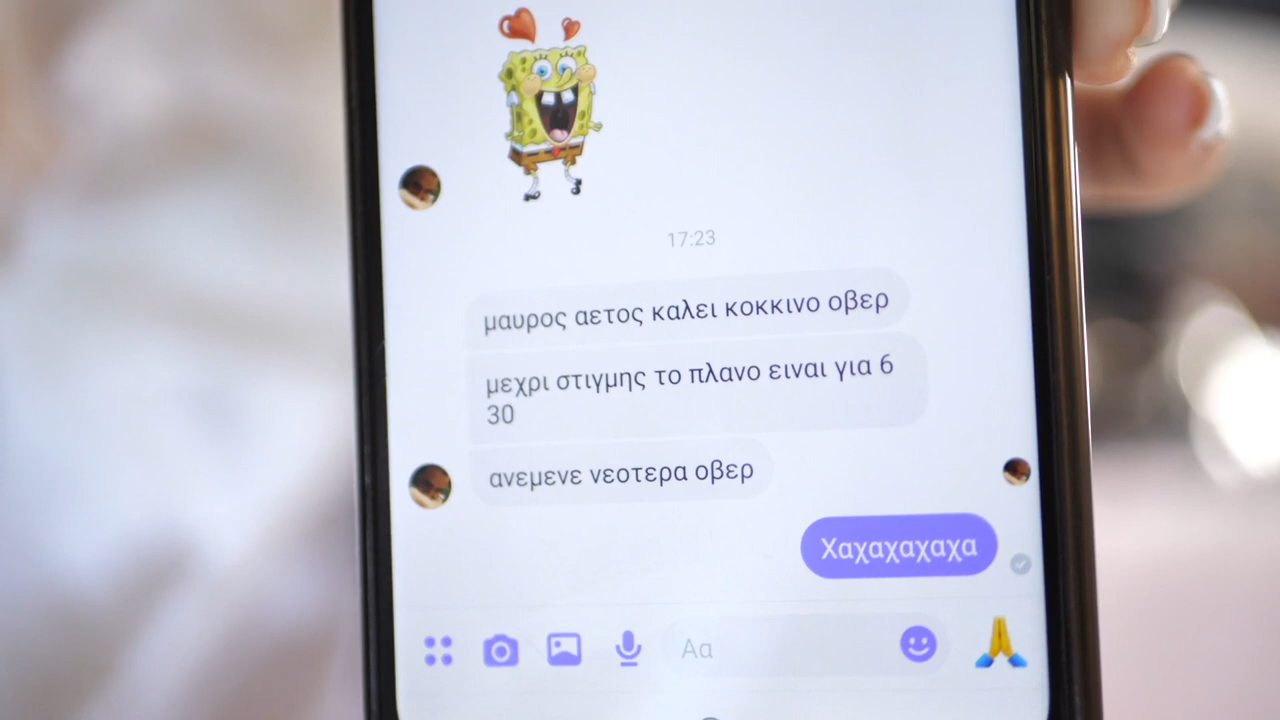 17:23
μαυρος αετος καλει κοκκινο οβερ
μεχρι στιγμης το πλανο ειναι για 6
30
ανεμενε νεοτερα οβερ
Χαχαχαχαχα
Aa